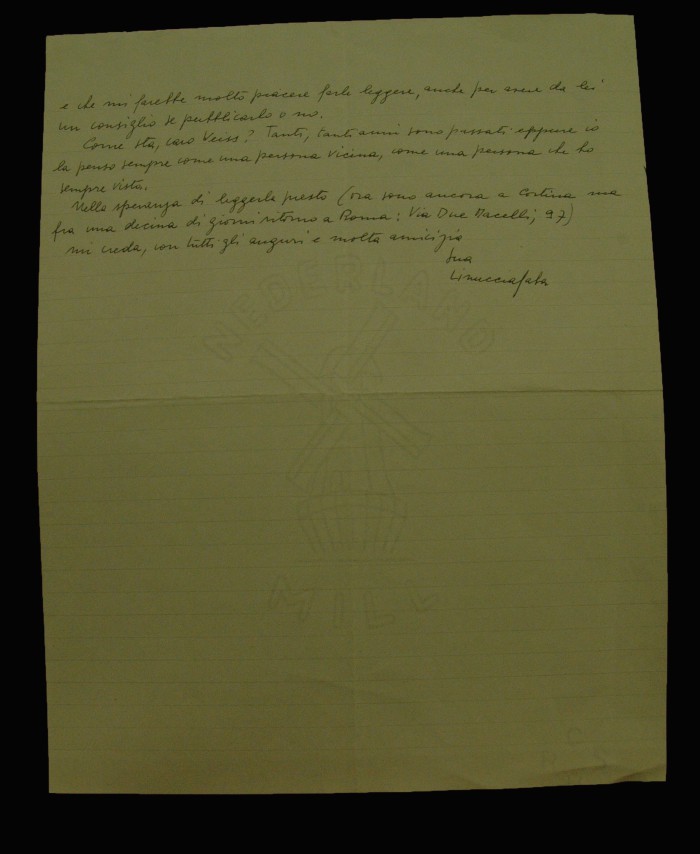 e che mi farebbe molto piacere farle leggere, anche per avere da lei
un consiglio se pubblicarlo o no.
Come sta, caro Weiss? Tanti, tanti anni sono passati eppure io
la penso sempre come una persona vicina, come una persona che ho
sempre vista.
Nella speranza di leggerla presto (ora sono ancora a Cortina ma
fra una decina di giorni ritorno a Roma: Via Due Macelli, 97)
mi creda, con tutti gli auguri e molta amicizia
Sua
Linuccia Saba
NEDERLAND
MILL